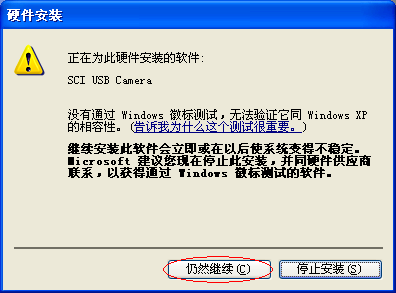 硬件安装
正在为此硬件安装的软件:
SCI USB Camera
没有通过 Windows 徽标测试，无法验证它同 Windows XP
的相容性。(告诉我为什么这个测试很重要。)
继续安装此软件会立即或在以后使系统变得不稳定。
Microsoft 建议您现在停止此安装，并同硬件供应商
联系，以获得通过 Windows 徽标测试的软件。
仍然继续(C)
停止安装(S)